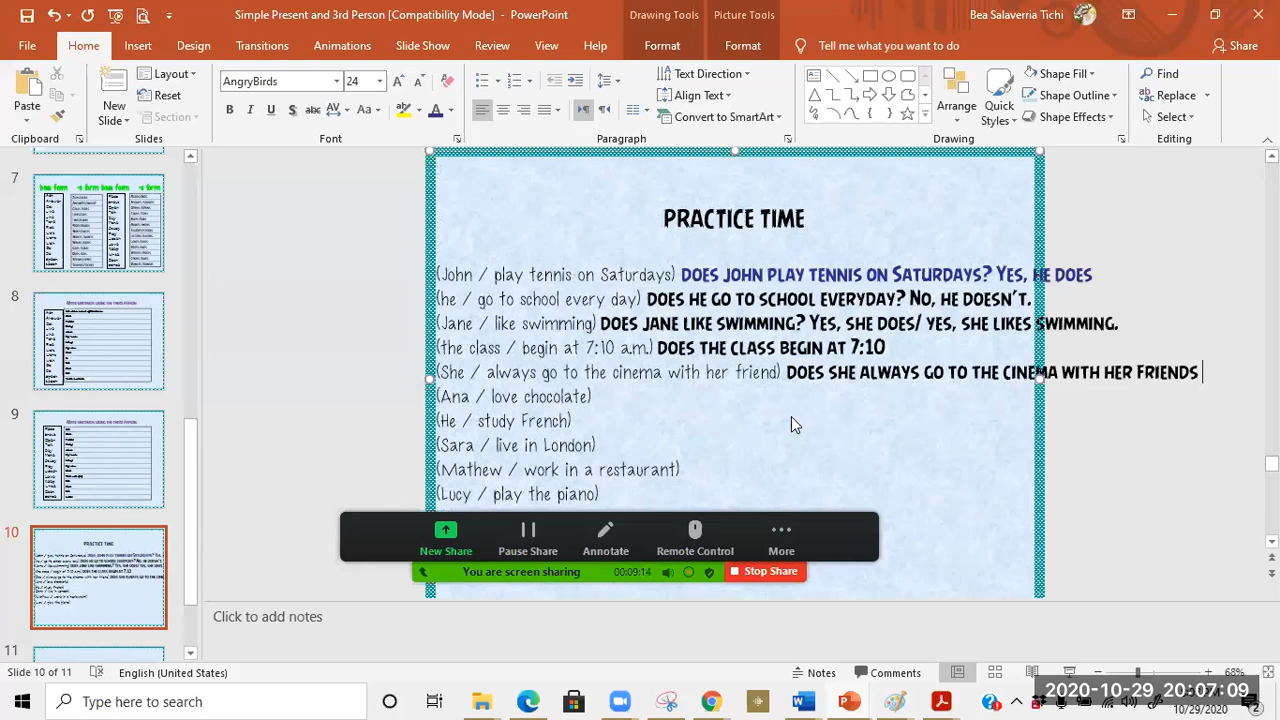 Simple Present and 3rd Person [Compatibility Mode] - PowerPoint
Drawing Tools
Picture Tools
Bea Salaverria Tichi
File Home Insert Design Transitions Animations Slide Show Review View Help Format Format Tell me what you want to do Share
Paste
New Slide
Layout
Reset
Section
AngryBirds 24
B I U S abc AV Aa A
Text Direction
Align Text
Convert to SmartArt
Arrange
Quick Styles
Shape Fill
Shape Outline
Shape Effects
Find
Replace
Select
Clipboard Slides Font Paragraph Drawing Editing
7
8
9
10
11
PRACTICE TIME
(John / play tennis on Saturdays) DOES JOHN PLAY TENNIS ON SATURDAYS? YES, HE DOES
(he / go to school every day) DOES HE GO TO SCHOOL EVERYDAY? NO, HE DOESN'T.
(Jane / like swimming) DOES JANE LIKE SWIMMING? YES, SHE DOES/ YES, SHE LIKES SWIMMING.
(the class / begin at 7:10 a.m.) DOES THE CLASS BEGIN AT 7:10
(She / always go to the cinema with her friend) DOES SHE ALWAYS GO TO THE CINEMA WITH HER FRIENDS
(Ana / love chocolate)
(He / study French)
(Sara / live in London)
(Mathew / work in a restaurant)
(Lucy / play the piano)
New Share Pause Share Annotate Remote Control More
You are screen sharing 00:09:14 Stop Share
Click to add notes
Slide 10 of 11 English (United States) Notes Comments 68%
Type here to search
2020-10-29 20:07:09
10/29/2020